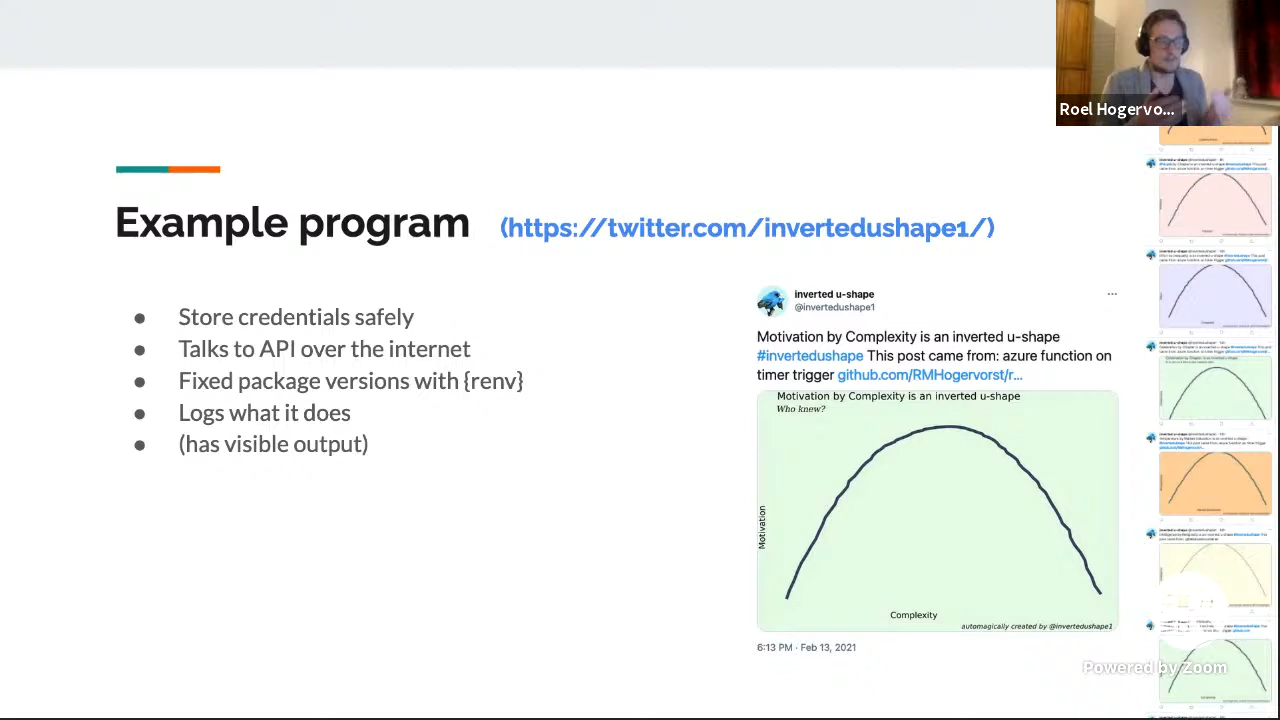 Roel Hogervo...
Example program (https://twitter.com/invertedushape1/)
● Store credentials safely
● Talks to API over the internet
● Fixed package versions with {renv}
● Logs what it does
● (has visible output)
inverted u-shape
@invertedushape1
Motivation by Complexity is an inverted u-shape
#invertedushape This post came from azure function on
timer trigger github.com/RMHogervorst/r...
Motivation by Complexity is an inverted u-shape
Who knew?
Motivation
Complexity
automagically created by @invertedushape1
6:13 PM · Feb 13, 2021
Powered by Zoom